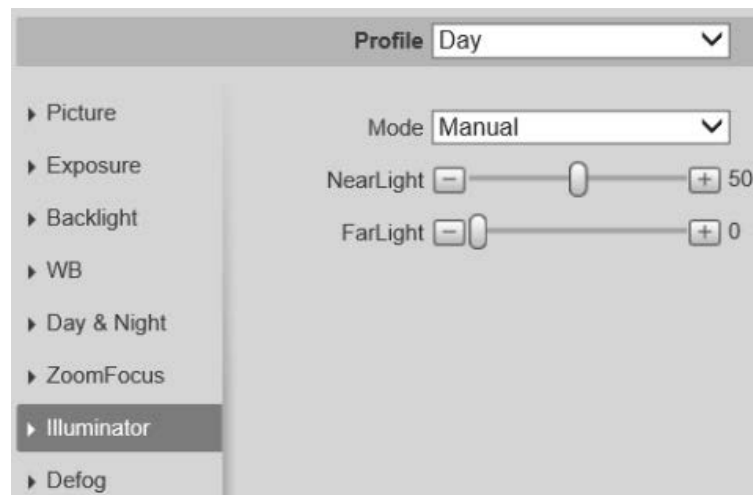 Profile Day
Picture
Exposure
Backlight
WB
Day & Night
ZoomFocus
Illuminator
Defog
Mode Manual
NearLight 50
FarLight 0